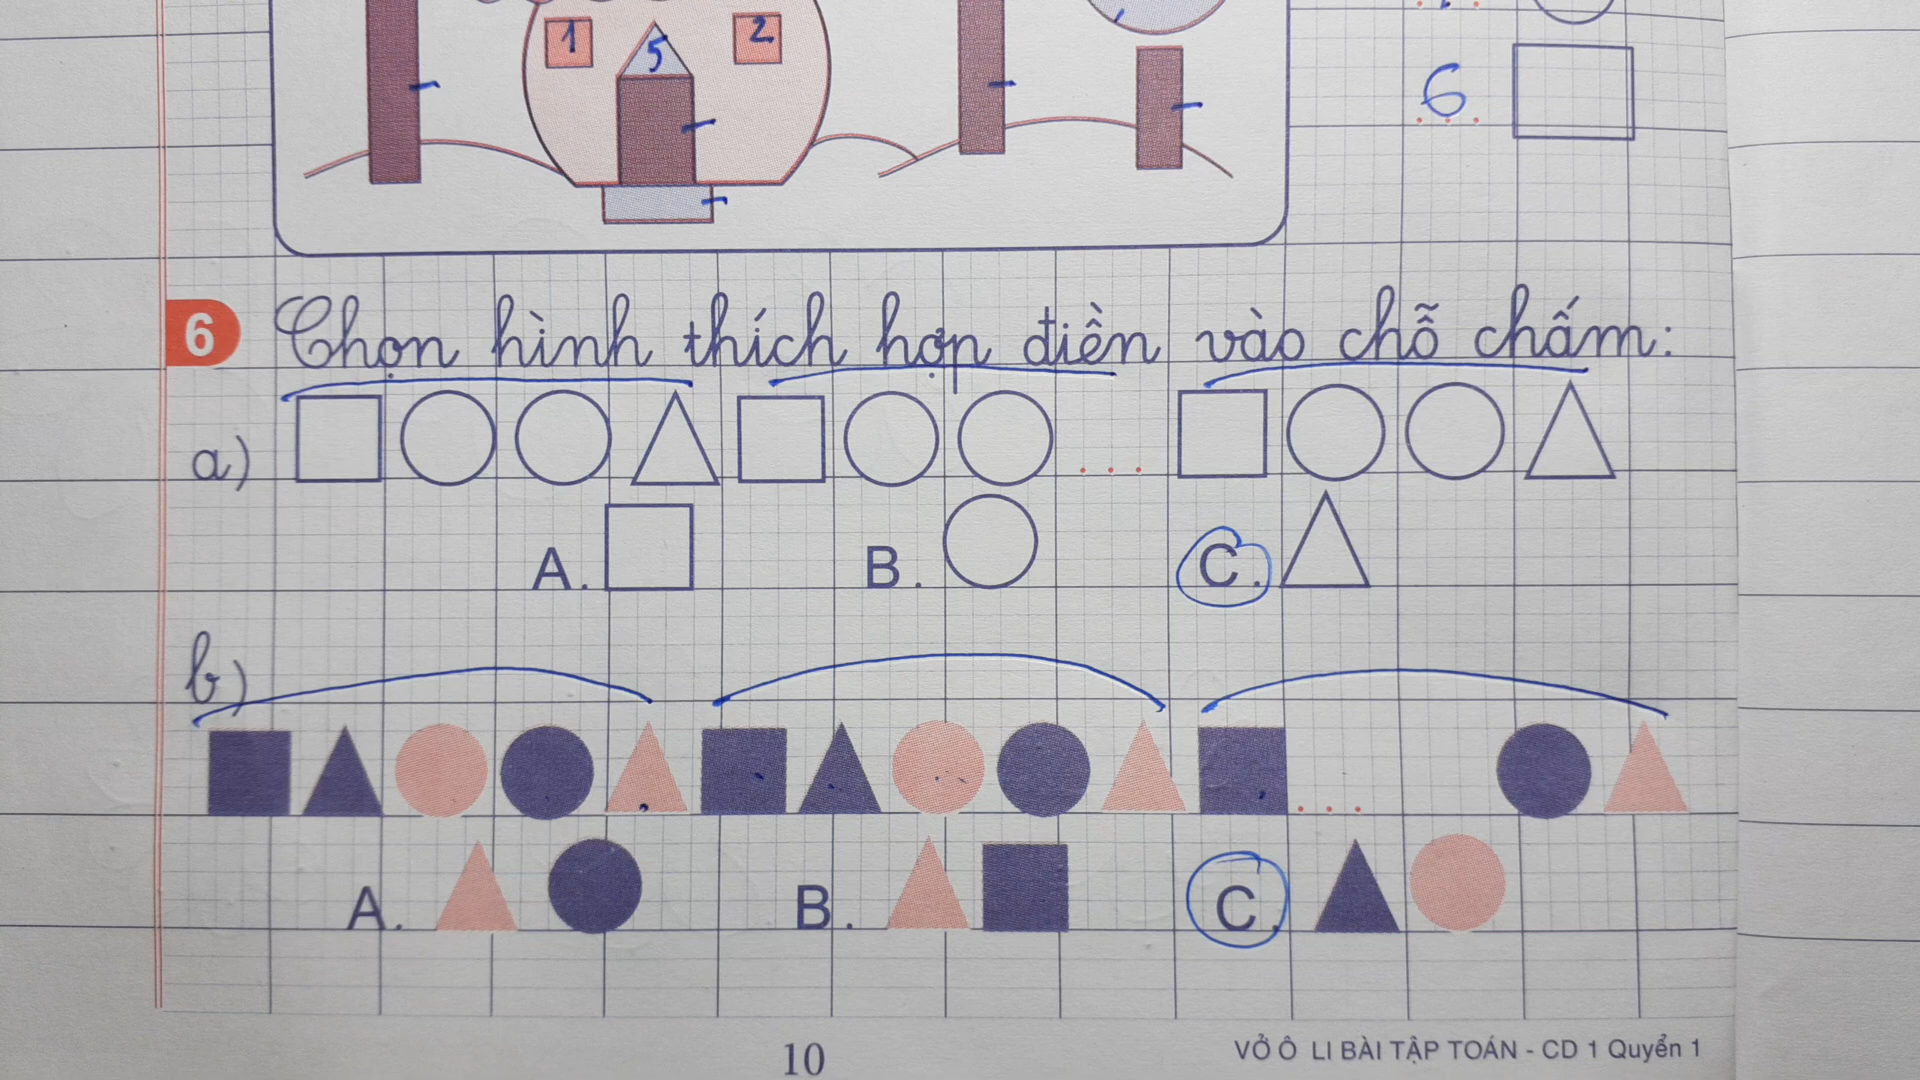 1 5 2
6
...
6 Chọn hình thích hợp điền vào chỗ chấm:
a) ...
A. B. C.
b)
...
A. B. C.
10 VỞ Ô LI BÀI TẬP TOÁN - CD 1 Quyển 1